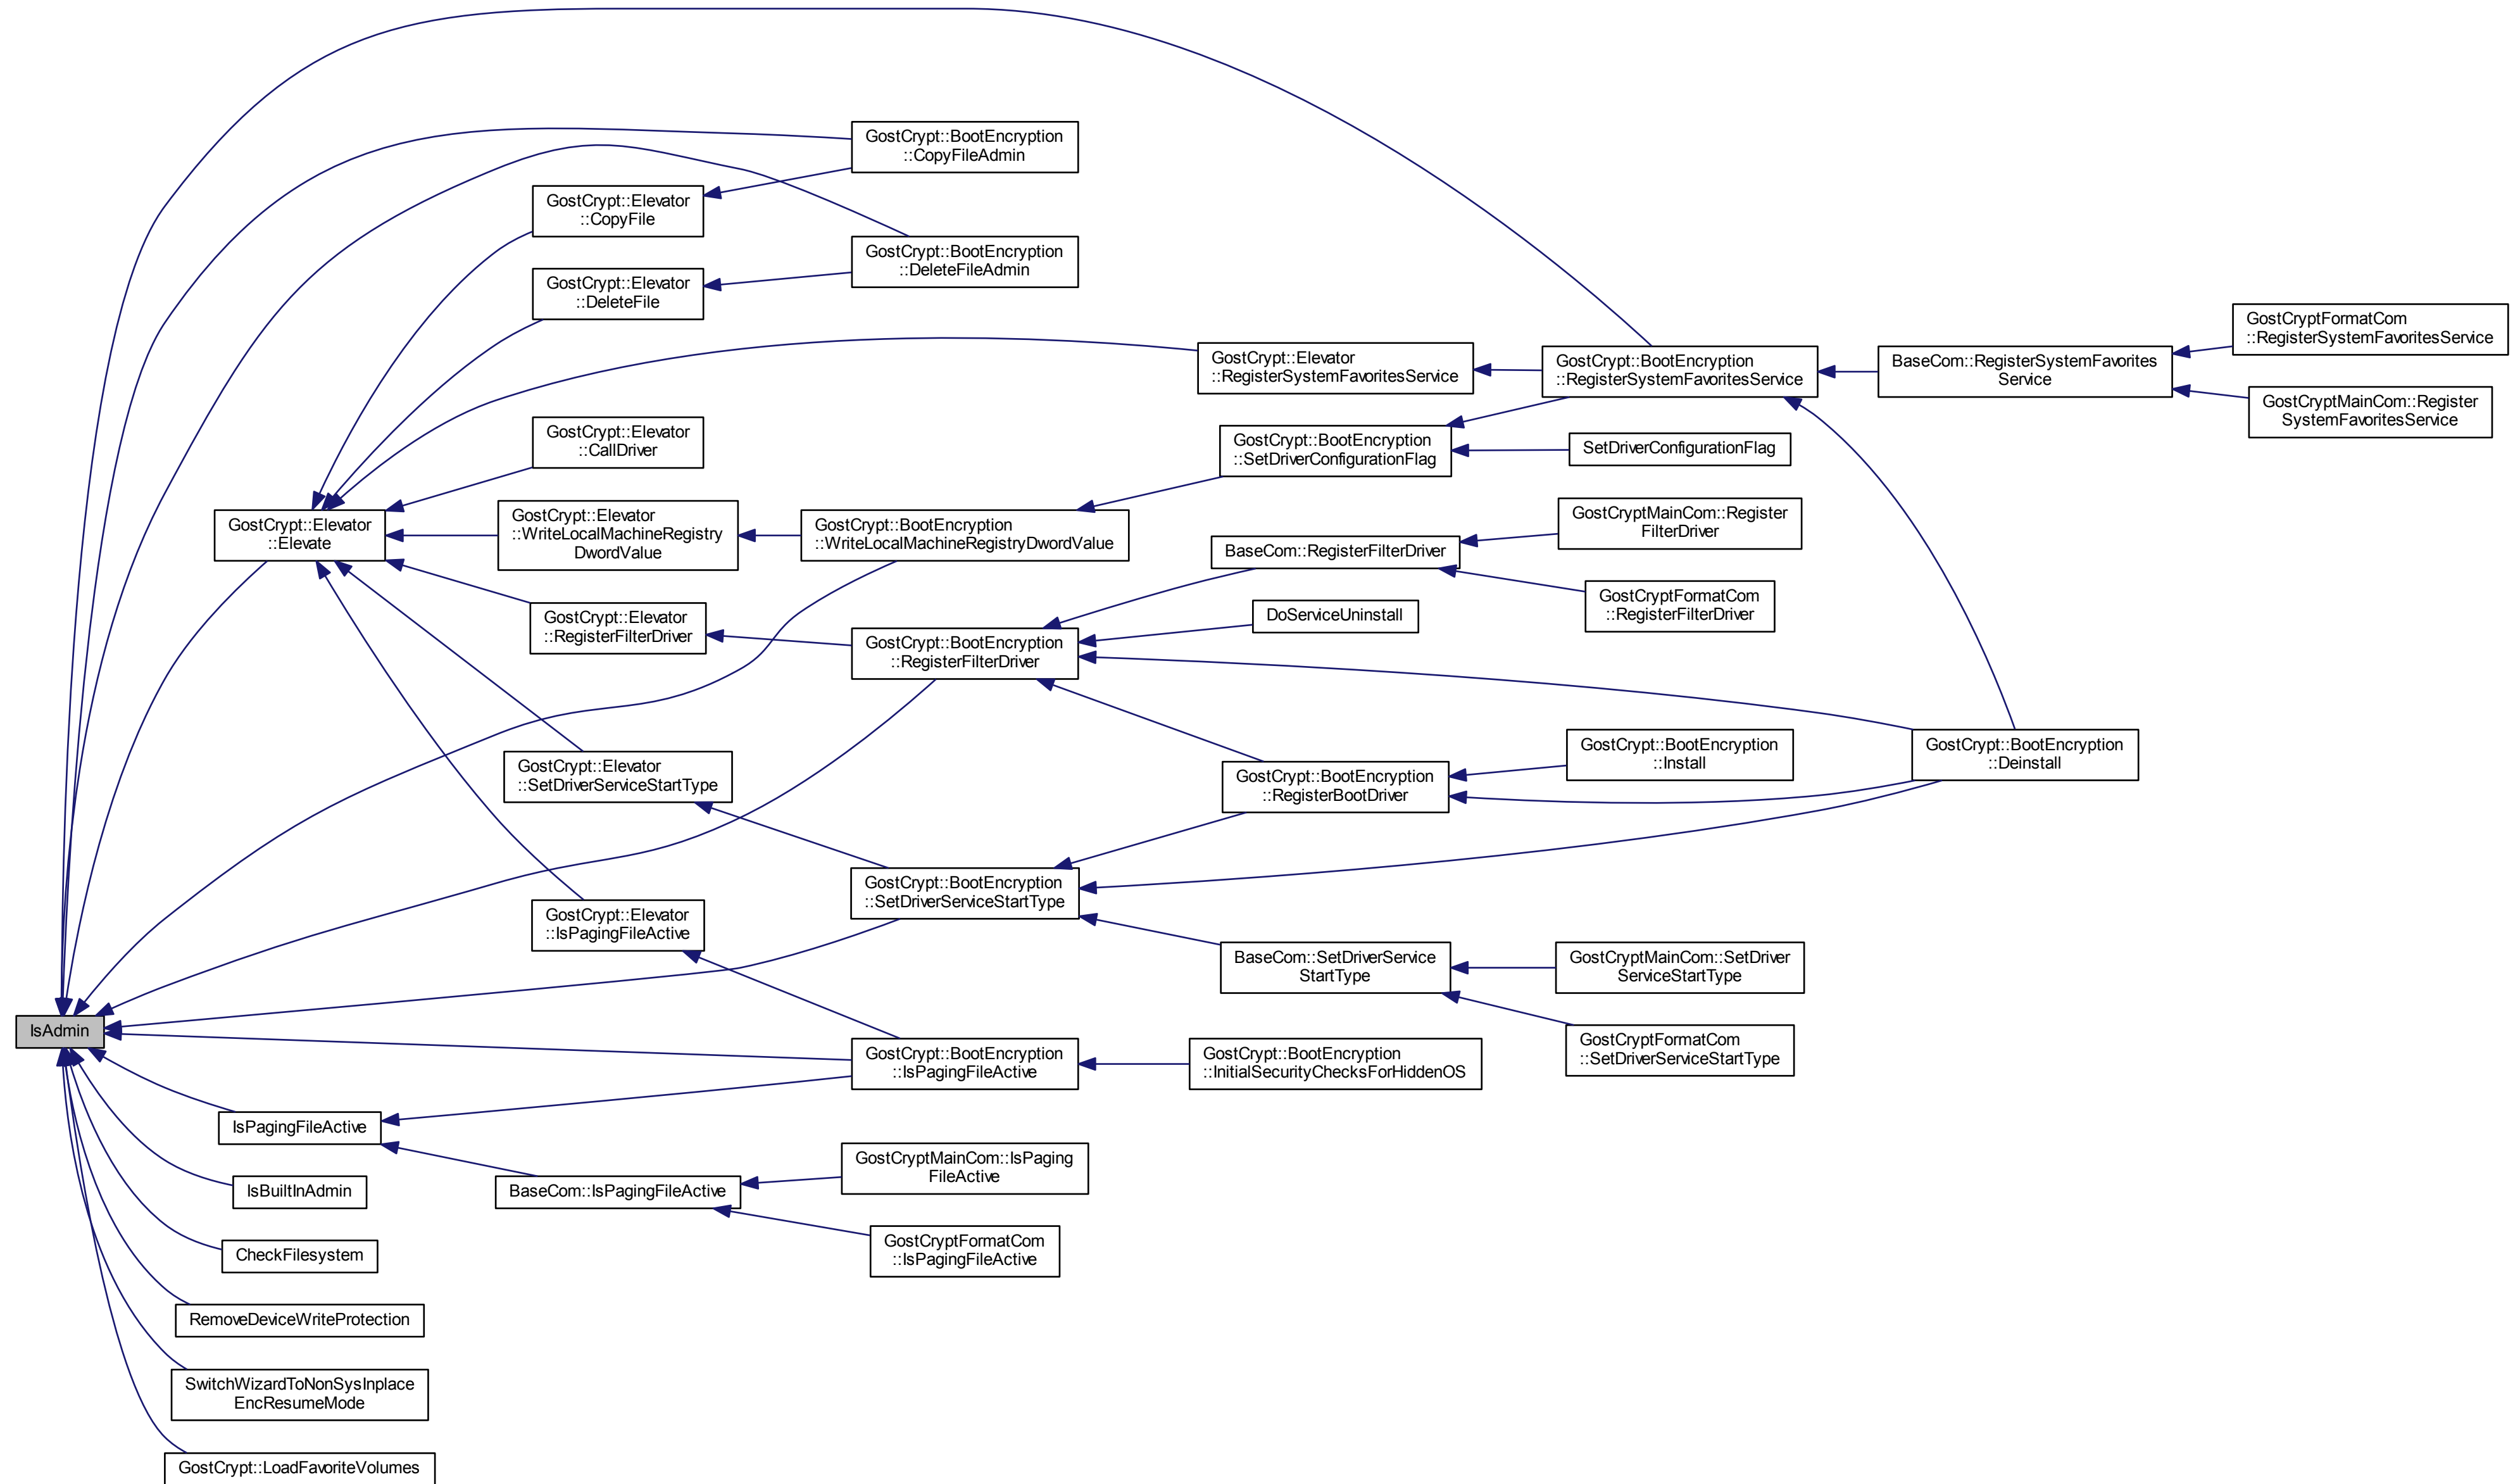 GostCrypt::BootEncryption
::CopyFileAdmin
GostCrypt::Elevator
::CopyFile
GostCrypt::BootEncryption
::DeleteFileAdmin
GostCrypt::Elevator
::DeleteFile
GostCrypt::Elevator
::RegisterSystemFavoritesService
GostCrypt::BootEncryption
::RegisterSystemFavoritesService
BaseCom::RegisterSystemFavorites
Service
GostCryptFormatCom
::RegisterSystemFavoritesService
GostCryptMainCom::Register
SystemFavoritesService
GostCrypt::Elevator
::CallDriver
GostCrypt::BootEncryption
::SetDriverConfigurationFlag
SetDriverConfigurationFlag
GostCrypt::Elevator
::Elevate
GostCrypt::Elevator
::WriteLocalMachineRegistry
DwordValue
GostCrypt::BootEncryption
::WriteLocalMachineRegistryDwordValue
BaseCom::RegisterFilterDriver
GostCryptMainCom::Register
FilterDriver
GostCryptFormatCom
::RegisterFilterDriver
GostCrypt::Elevator
::RegisterFilterDriver
GostCrypt::BootEncryption
::RegisterFilterDriver
DoServiceUninstall
GostCrypt::Elevator
::SetDriverServiceStartType
GostCrypt::BootEncryption
::RegisterBootDriver
GostCrypt::BootEncryption
::Install
GostCrypt::BootEncryption
::Deinstall
GostCrypt::BootEncryption
::SetDriverServiceStartType
GostCrypt::Elevator
::IsPagingFileActive
BaseCom::SetDriverService
StartType
GostCryptMainCom::SetDriver
ServiceStartType
GostCryptFormatCom
::SetDriverServiceStartType
IsAdmin
GostCrypt::BootEncryption
::IsPagingFileActive
GostCrypt::BootEncryption
::InitialSecurityChecksForHiddenOS
IsPagingFileActive
GostCryptMainCom::IsPaging
FileActive
IsBuiltInAdmin
BaseCom::IsPagingFileActive
GostCryptFormatCom
::IsPagingFileActive
CheckFilesystem
RemoveDeviceWriteProtection
SwitchWizardToNonSysInplace
EncResumeMode
GostCrypt::LoadFavoriteVolumes